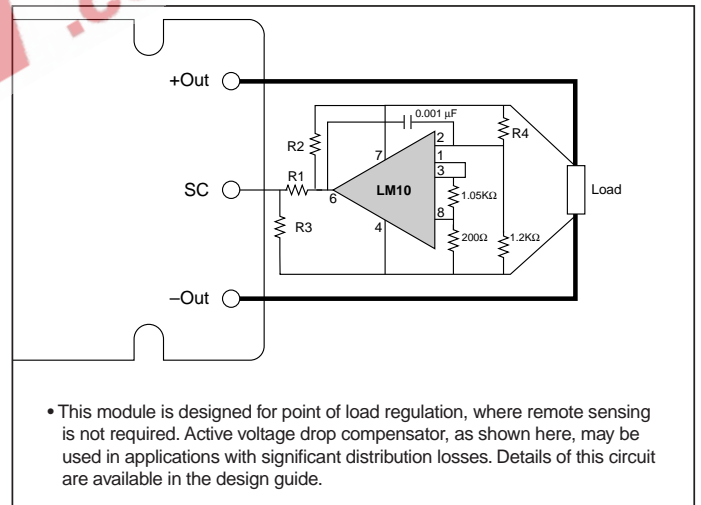 +Out
0.001 µF
R2
R4
2
7
1
3
R1
SC
LM10
Load
6
1.05KΩ
8
R3
4
200Ω
1.2KΩ
–Out
• This module is designed for point of load regulation, where remote sensing
is not required. Active voltage drop compensator, as shown here, may be
used in applications with significant distribution losses. Details of this circuit
are available in the design guide.